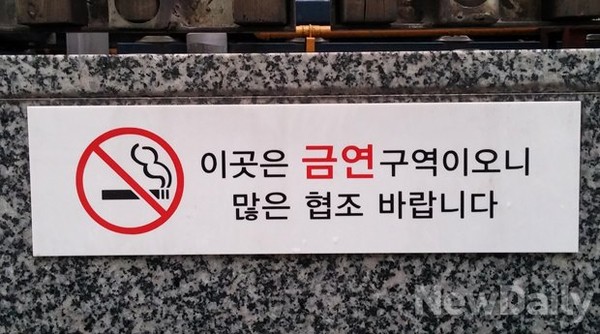 이곳은 금연구역이오니
많은 협조 바랍니다
NewDaily